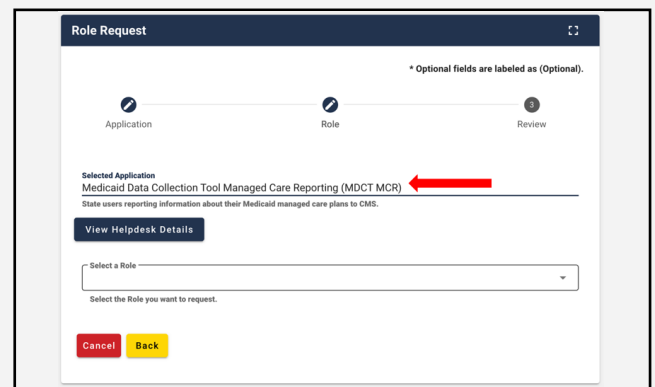 Role Request
* Optional fields are labeled as (Optional).
3
Application
Role
Review
Selected Application
Medicaid Data Collection Tool Managed Care Reporting (MDCT MCR)
State users reporting information about their Medicaid managed care plans to CMS.
View Helpdesk Details
Select a Role
Select the Role you want to request.
Cancel
Back